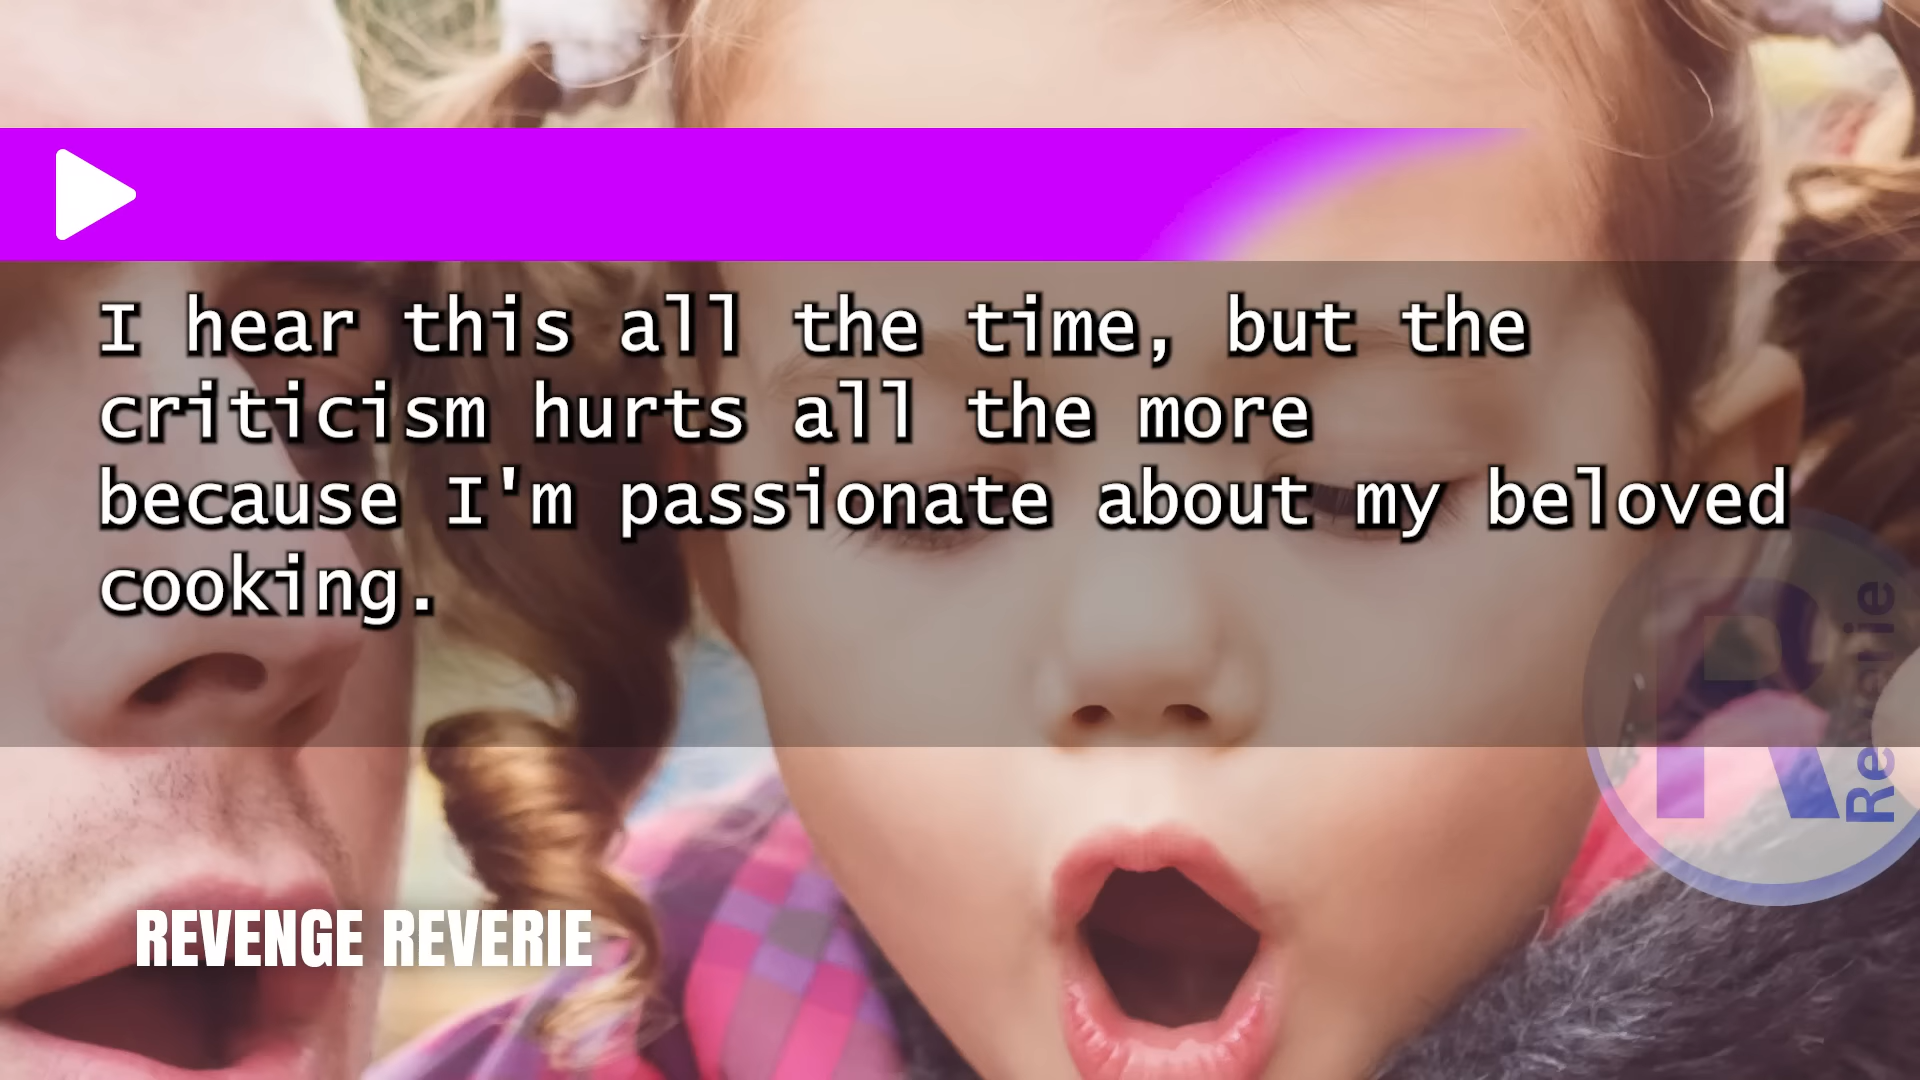 I hear this all the time, but the
criticism hurts all the more
because I'm passionate about my beloved
cooking.
R
Reverie
REVENGE REVERIE